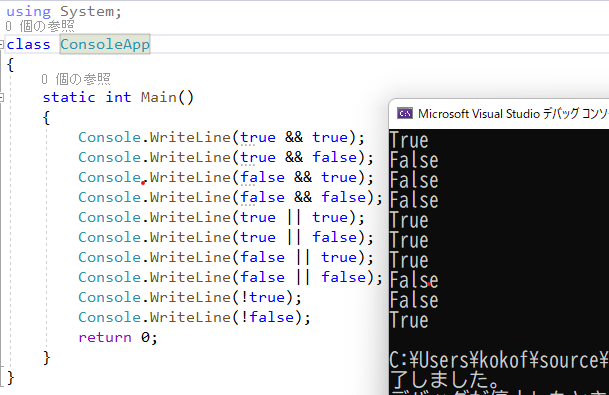 using System;
0 個の参照
class ConsoleApp
{
0 個の参照
static int Main()
{
Console.WriteLine(true && true);
Console.WriteLine(true && false);
Console.WriteLine(false && true);
Console.WriteLine(false && false);
Console.WriteLine(true || true);
Console.WriteLine(true || false);
Console.WriteLine(false || true);
Console.WriteLine(false || false);
Console.WriteLine(!true);
Console.WriteLine(!false);
return 0;
}
}
Microsoft Visual Studio デバッグ コンソー
True
False
False
False
True
True
True
False
False
True
C:¥Users¥kokof¥source¥
了しました。